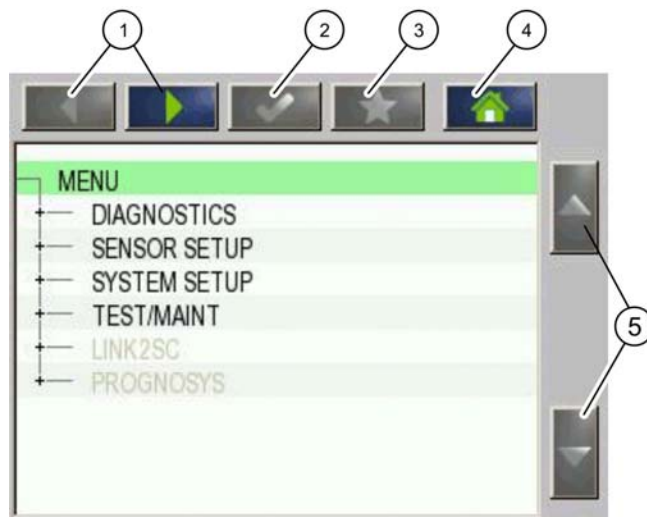 1 2 3 4
MENU
DIAGNOSTICS
SENSOR SETUP
SYSTEM SETUP
5
TEST/MAINT
LINK2SC
PROGNOSYS